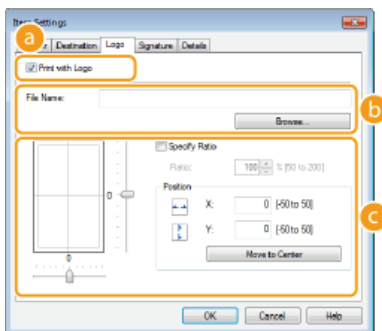 Item Settings
a
Destination Logo Signature Details
Print with Logo
File Name:
b
Browse...
Specify Ratio
Ratio: 100 % [50 to 200]
Position
0
X: 0 [-50 to 50]
c
Y: 0 [-50 to 50]
0
Move to Center
OK Cancel Help